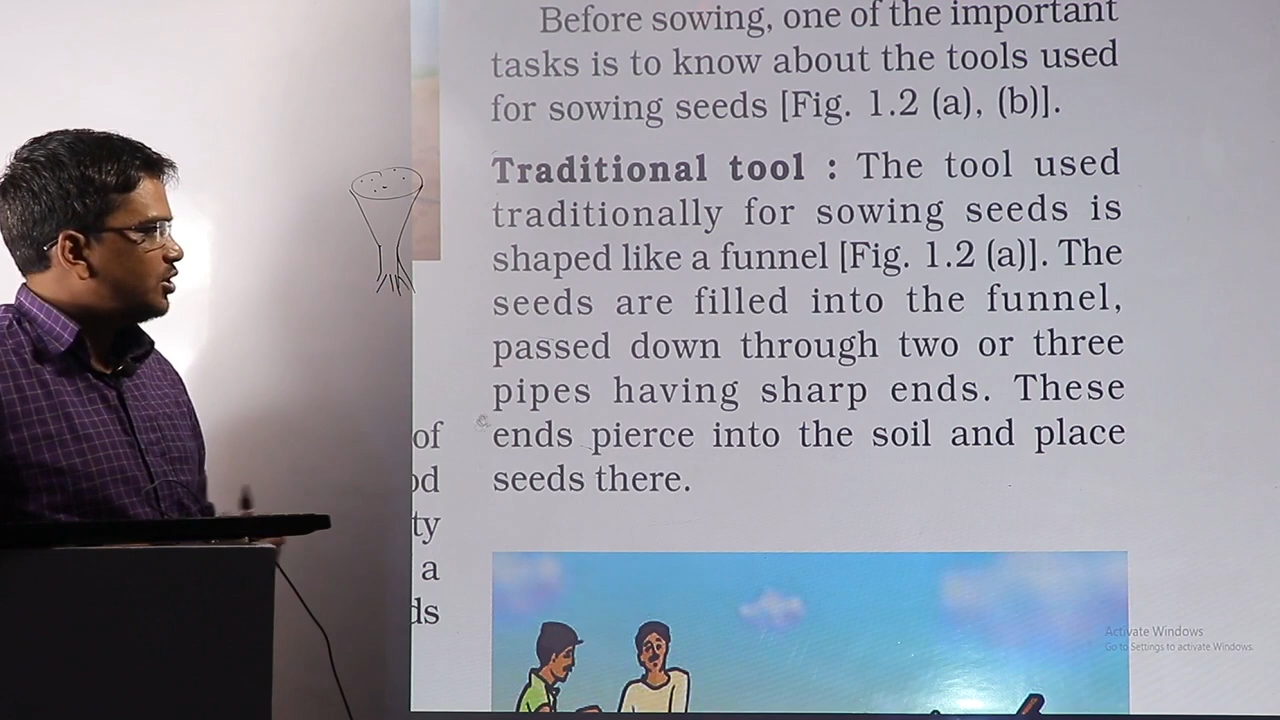 Before sowing, one of the important
tasks is to know about the tools used
for sowing seeds [Fig. 1.2 (a), (b)].
Traditional tool : The tool used
traditionally for sowing seeds is
shaped like a funnel [Fig. 1.2 (a)]. The
seeds are filled into the funnel,
passed down through two or three
pipes having sharp ends. These
ends pierce into the soil and place
seeds there.
of
a
Activate Windows
Go to Settings to activate Windows.